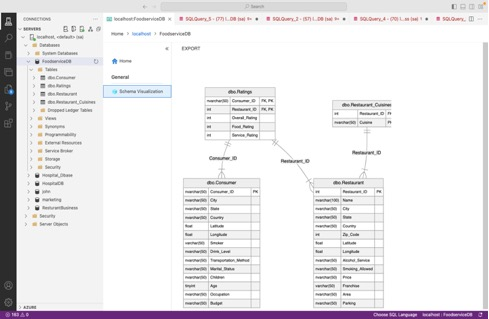 Search
CONNECTIONS
SERVERS
localhost, <default> (sa)
Databases
System Databases
FoodserviceDB
Tables
dbo.Consumer
dbo.Ratings
dbo.Restaurant
dbo.Restaurant_Cuisines
Dropped Ledger Tables
Views
Synonyms
Programmability
External Resources
Service Broker
Storage
Security
Hospital_Obase
HospitalDB
john
marketing
ResturantBusiness
Security
Server Objects
AZURE
localhost:FoodserviceDB
SQLQuery_5 - (77) l...DB (sa)
SQLQuery_2 - (57) l...DB (sa)
SQLQuery_4 - (70)
SQLQuery_
Home > localhost > FoodserviceDB
Home
General
Schema Visualization
EXPORT
dbo.Ratings
nvarchar(50) Consumer_ID FK, PK
int Restaurant_ID FK, PK
int Overall_Rating
int Food_Rating
int Service_Rating
dbo.Restaurant_Cuisines
int Restaurant_ID
nvarchar(50) Cuisine
Consumer_ID
Restaurant_ID
Restaurant_ID
dbo.Consumer
nvarchar(50) Consumer_ID PK
nvarchar(50) City
nvarchar(50) State
nvarchar(50) Country
float Latitude
float Longitude
varchar(50) Smoker
nvarchar(50) Drink_Level
nvarchar(50) Transportation_Method
nvarchar(50) Marital_Status
nvarchar(50) Children
tinyint Age
nvarchar(50) Occupation
nvarchar(50) Budget
dbo.Restaurant
int Restaurant_ID PK
nvarchar(100) Name
nvarchar(50) City
nvarchar(50) State
nvarchar(50) Country
int Zip_Code
float Latitude
float Longitude
nvarchar(50) Alcohol_Service
nvarchar(50) Smoking_Allowed
nvarchar(50) Price
varchar(50) Franchise
nvarchar(50) Area
nvarchar(50) Parking
163 0
Choose SQL Language
localhost : FoodserviceDB